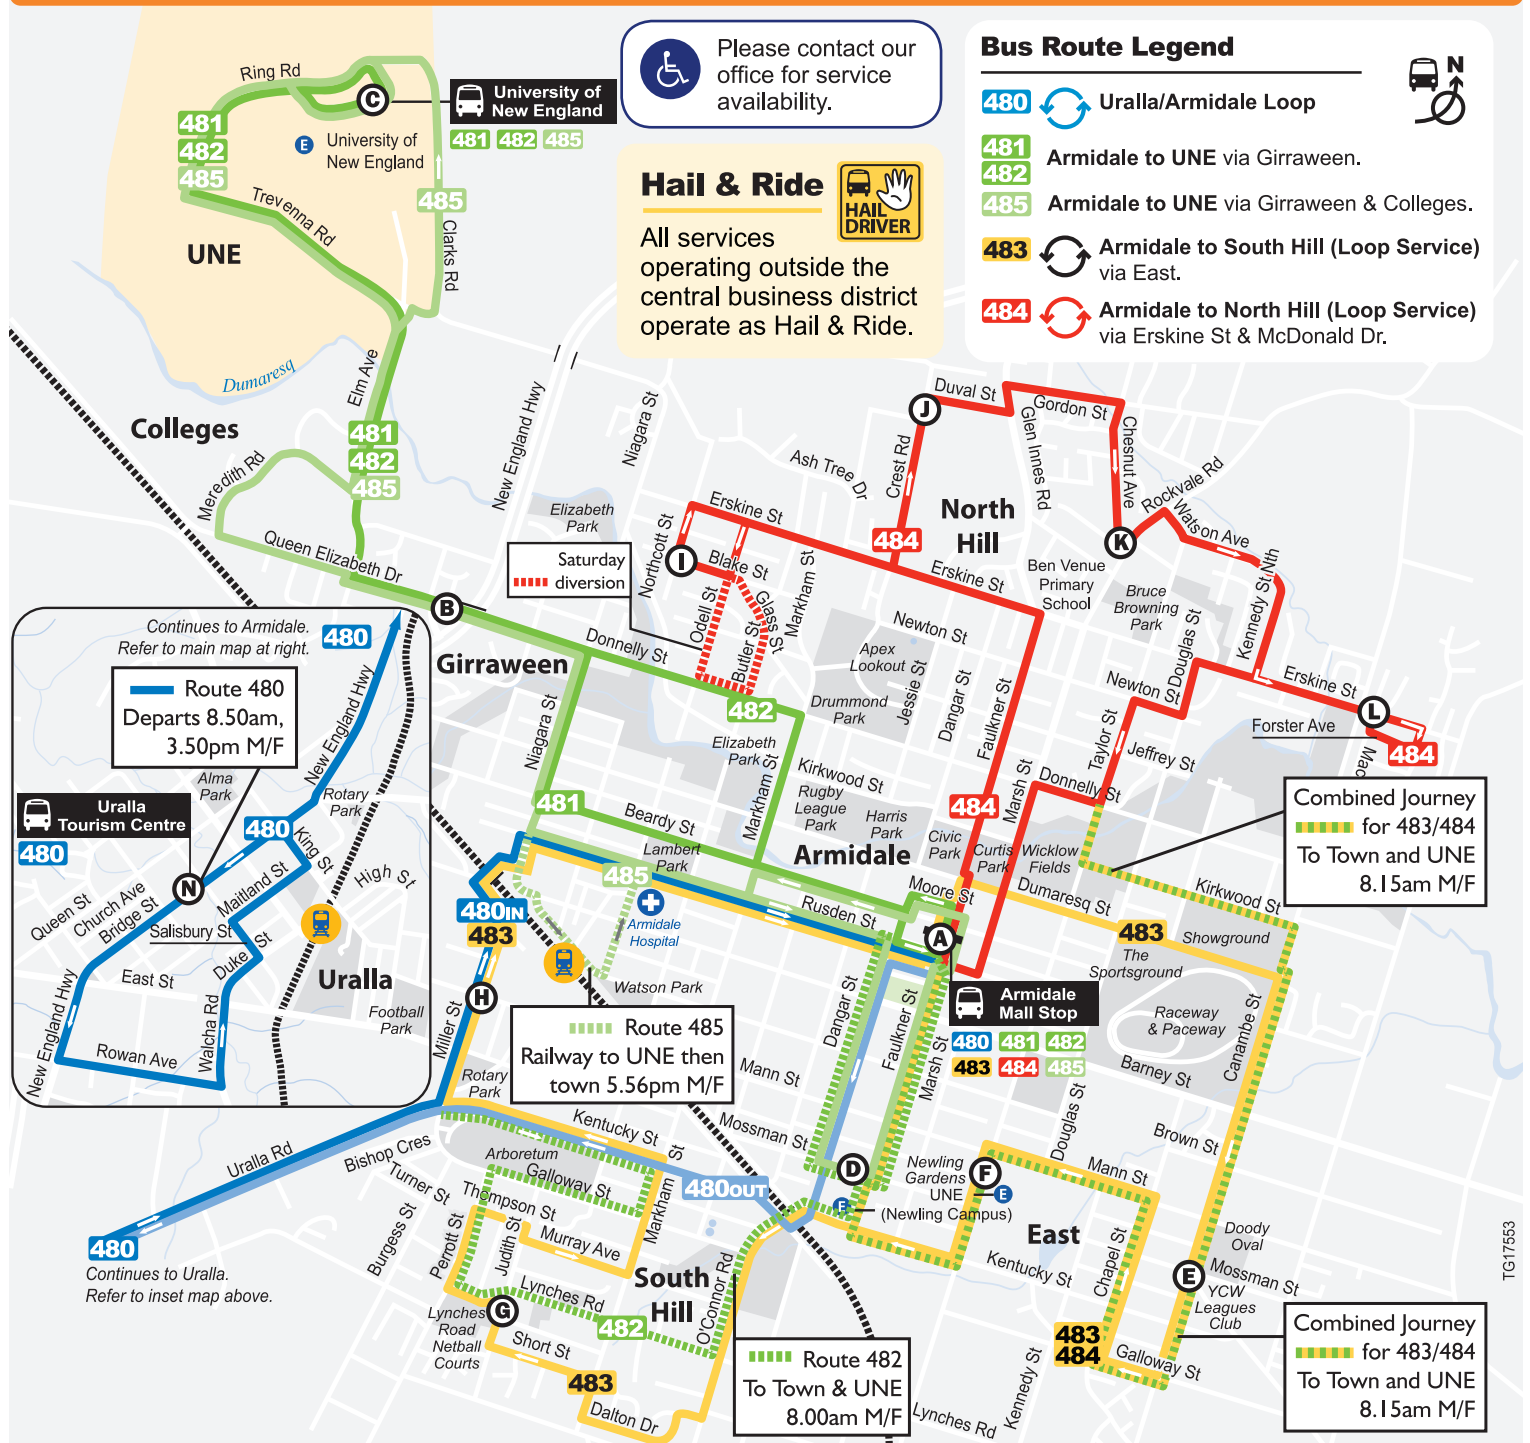 Please contact our
office for service
availability.
Bus Route Legend
N
480 Uralla/Armidale Loop
481
482
Armidale to UNE via Girraween.
485 Armidale to UNE via Girraween & Colleges.
483 Armidale to South Hill (Loop Service)
via East.
484 Armidale to North Hill (Loop Service)
via Erskine St & McDonald Dr.
Hail & Ride
HAIL
DRIVER
All services
operating outside the
central business district
operate as Hail & Ride.
Ring Rd
C
University of
New England
481 482 485
E University of
New England
481
482
485
Trevenna Rd
UNE
485
Clarks Rd
Dumaresq
Elm Ave
Colleges
481
482
485
Meredith Rd
Queen Elizabeth Dr
New England Hwy
Niagara St
Elizabeth
Park
Ash Tree Dr
Crest Rd
J
Duval St
Gordon St
Glen Innes Rd
Chesnut Ave
Rockvale Rd
Watson Ave
K
North
Hill
484
Erskine St
Northcott St
I
Blake St
Saturday
diversion
Odell St
Glass St
Butler St
Markham St
Erskine St
Ben Venue
Primary
School
Bruce
Browning
Park
Kennedy St Nth
Douglas St
Newton St
Apex
Lookout
Jessie St
Dangar St
Faulkner St
Drummond
Park
Newton St
Erskine St
L
Forster Ave
484
Mac
Taylor St
Jeffrey St
B
Girraween
Donnelly St
482
Niagara St
Elizabeth
Park
Markham St
Kirkwood St
Rugby
League
Park
Harris
Park
Civic
Park
484
Marsh St
Donnelly St
Curtis
Park
Wicklow
Fields
Combined Journey
for 483/484
To Town and UNE
8.15am M/F
481
Beardy St
Lambert
Park
Armidale
Moore St
Dumaresq St
Kirkwood St
485
Rusden St
Armidale
Hospital
480IN
483
A
483
Showground
The
Sportsground
Armidale
Mall Stop
480 481 482
483 484 485
Raceway
& Paceway
Canambe St
Barney St
Watson Park
Route 485
Railway to UNE then
town 5.56pm M/F
H
Miller St
Rotary
Park
Dangar St
Faulkner St
Marsh St
Mann St
Mossman St
Kentucky St
Douglas St
Brown St
Continues to Armidale.
Refer to main map at right.
480
Route 480
Departs 8.50am,
3.50pm M/F
New England Hwy
Alma
Park
Rotary
Park
Uralla
Tourism Centre
480
480
King St
High St
N
Maitland St
Queen St
Church Ave
Bridge St
Salisbury St
Duke St
East St
Uralla
Football
Park
New England Hwy
Walcha Rd
Rowan Ave
Uralla Rd
Bishop Cres
Arboretum
Galloway St
Turner St
Thompson St
Burgess St
Perrott St
Judith St
Murray Ave
Markham St
480OUT
D
E
Newling
Gardens
UNE
(Newling Campus)
F
E
Mann St
East
Kentucky St
Chapel St
Doody
Oval
E
Mossman St
YCW
Leagues
Club
480
Continues to Uralla.
Refer to inset map above.
South
Hill
O'Connor Rd
Lynches Rd
G
482
Lynches
Road
Netball
Courts
Short St
483
Dalton Dr
Route 482
To Town & UNE
8.00am M/F
483
484
Galloway St
Kennedy St
Lynches Rd
Combined Journey
for 483/484
To Town and UNE
8.15am M/F
TG17553